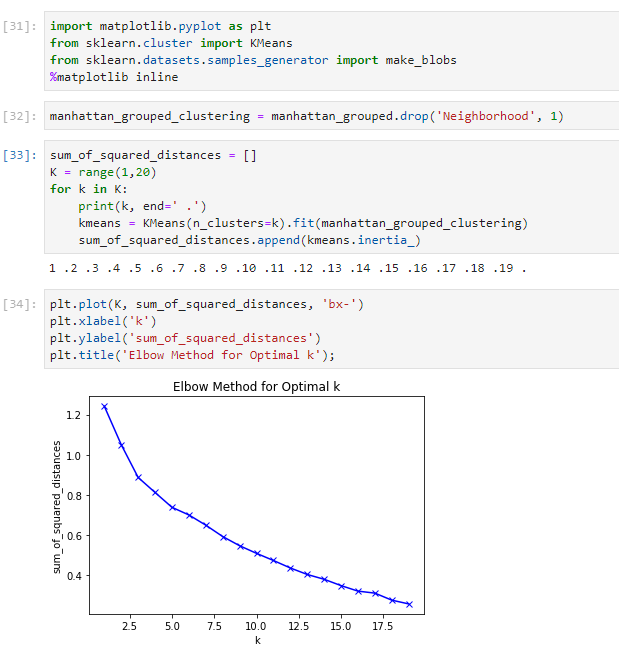 [31]:
import matplotlib.pyplot as plt
from sklearn.cluster import KMeans
from sklearn.datasets.samples_generator import make_blobs
%matplotlib inline
[32]:
manhattan_grouped_clustering = manhattan_grouped.drop('Neighborhood', 1)
[33]:
sum_of_squared_distances = []
K = range(1,20)
for k in K:
    print(k, end=' .')
    kmeans = KMeans(n_clusters=k).fit(manhattan_grouped_clustering)
    sum_of_squared_distances.append(kmeans.inertia_)
1 .2 .3 .4 .5 .6 .7 .8 .9 .10 .11 .12 .13 .14 .15 .16 .17 .18 .19 .
[34]:
plt.plot(K, sum_of_squared_distances, 'bx-')
plt.xlabel('k')
plt.ylabel('sum_of_squared_distances')
plt.title('Elbow Method for Optimal k');
Elbow Method for Optimal k
sum_of_squared_distances
1.2
1.0
0.8
0.6
0.4
2.5 5.0 7.5 10.0 12.5 15.0 17.5
k